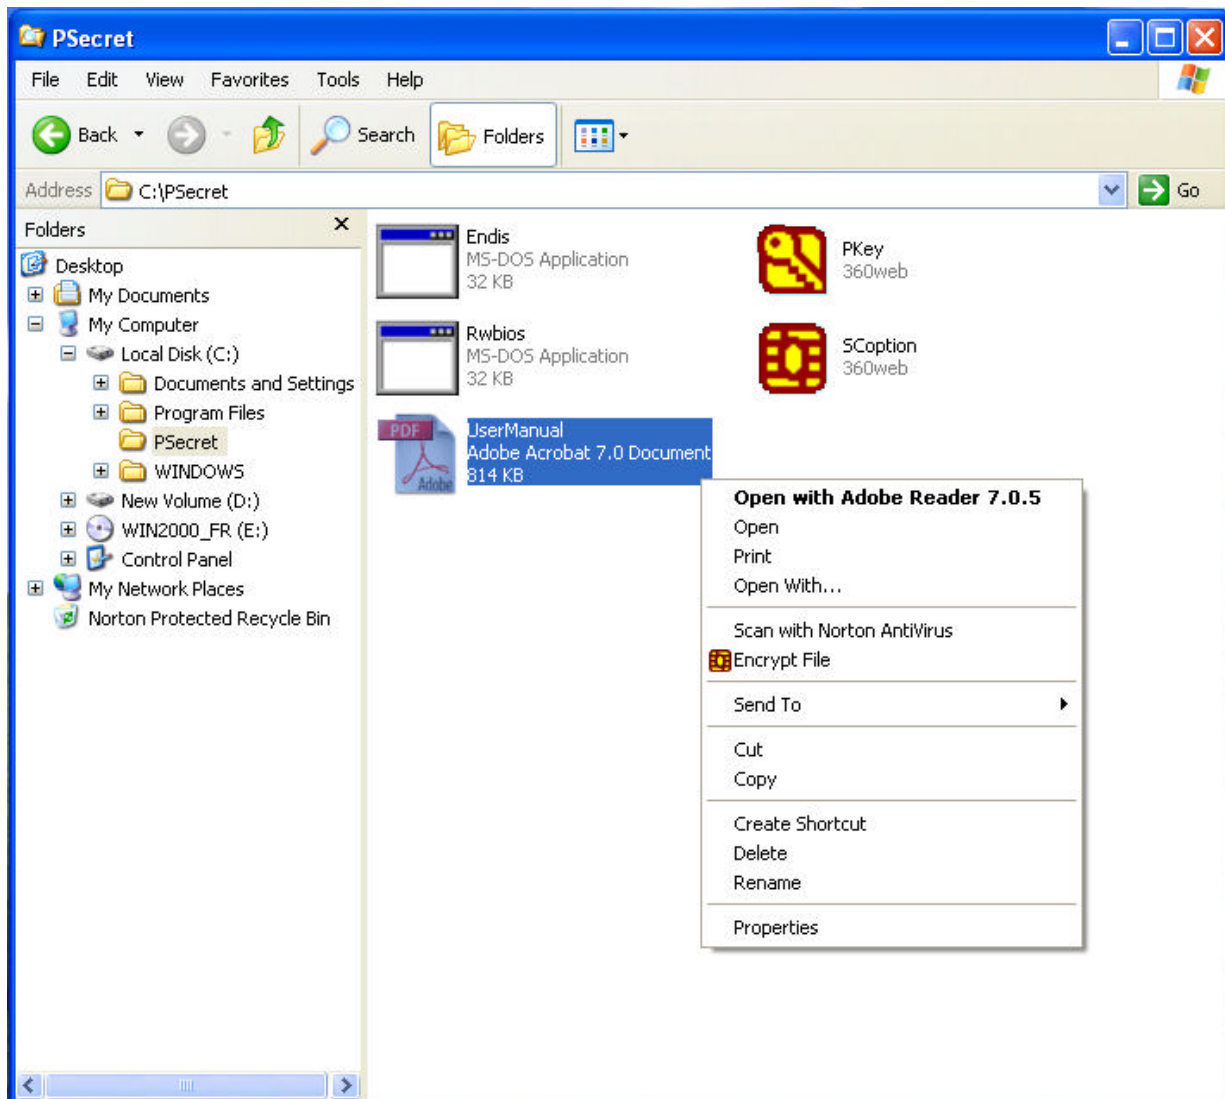 PSecret
File Edit View Favorites Tools Help
Back Search Folders
Address C:\PSecret Go
Folders
Desktop
My Documents
My Computer
Local Disk (C:)
Documents and Settings
Program Files
PSecret
WINDOWS
New Volume (D:)
WIN2000_FR (E:)
Control Panel
My Network Places
Norton Protected Recycle Bin
Endis
MS-DOS Application
32 KB
PKey
360web
Rwbios
MS-DOS Application
32 KB
SCoption
360web
PDF
Adobe
UserManual
Adobe Acrobat 7.0 Document
814 KB
Open with Adobe Reader 7.0.5
Open
Print
Open With...
Scan with Norton AntiVirus
Encrypt File
Send To
Cut
Copy
Create Shortcut
Delete
Rename
Properties